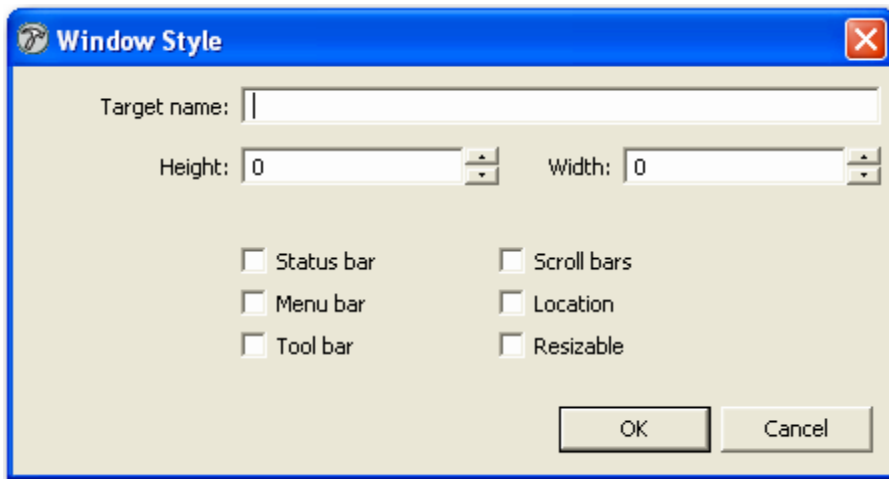 Window Style
Target name:
Height: 0 Width: 0
Status bar Scroll bars
Menu bar Location
Tool bar Resizable
OK Cancel